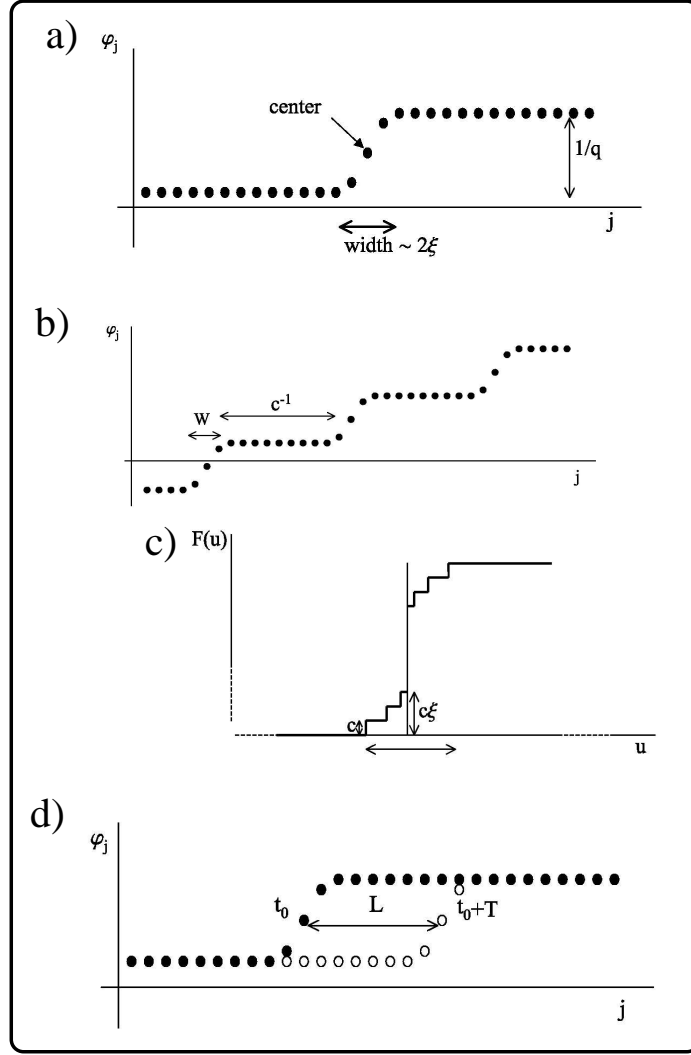 a)
φj
center
1/q
j
width ~ 2ξ
b)
φj
c-1
w
j
c)
F(u)
c
cξ
u
d)
φj
t0
L
t0+T
j